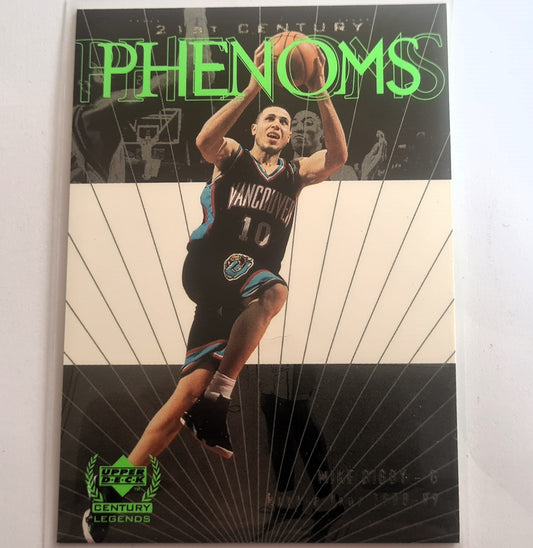 21ST CENTURY
PHENOMS
VANCOUVER
10
MIKE BIBBY - G
UPPER
DECK
CENTURY
LEGENDS